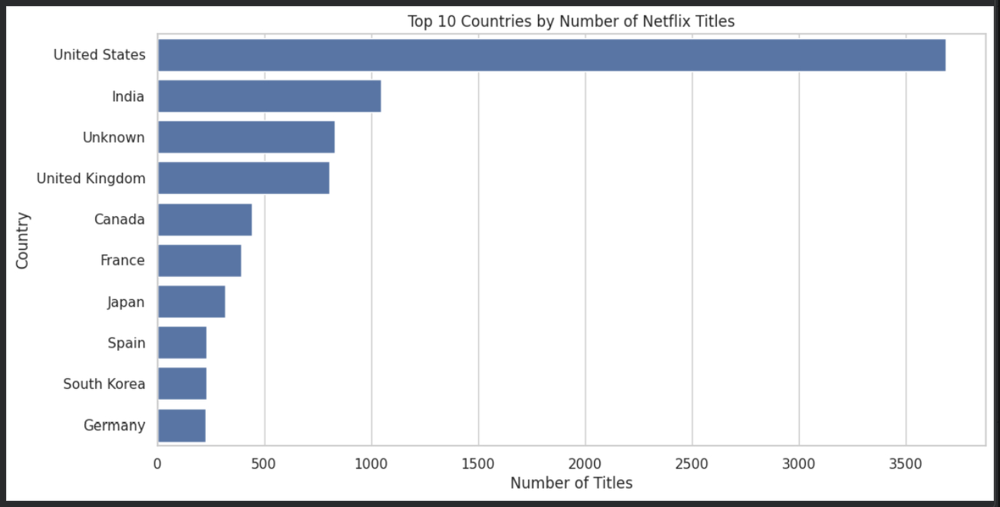 Top 10 Countries by Number of Netflix Titles
United States
India
Unknown
United Kingdom
Canada
France
Japan
Spain
South Korea
Germany
Country
0 500 1000 1500 2000 2500 3000 3500
Number of Titles